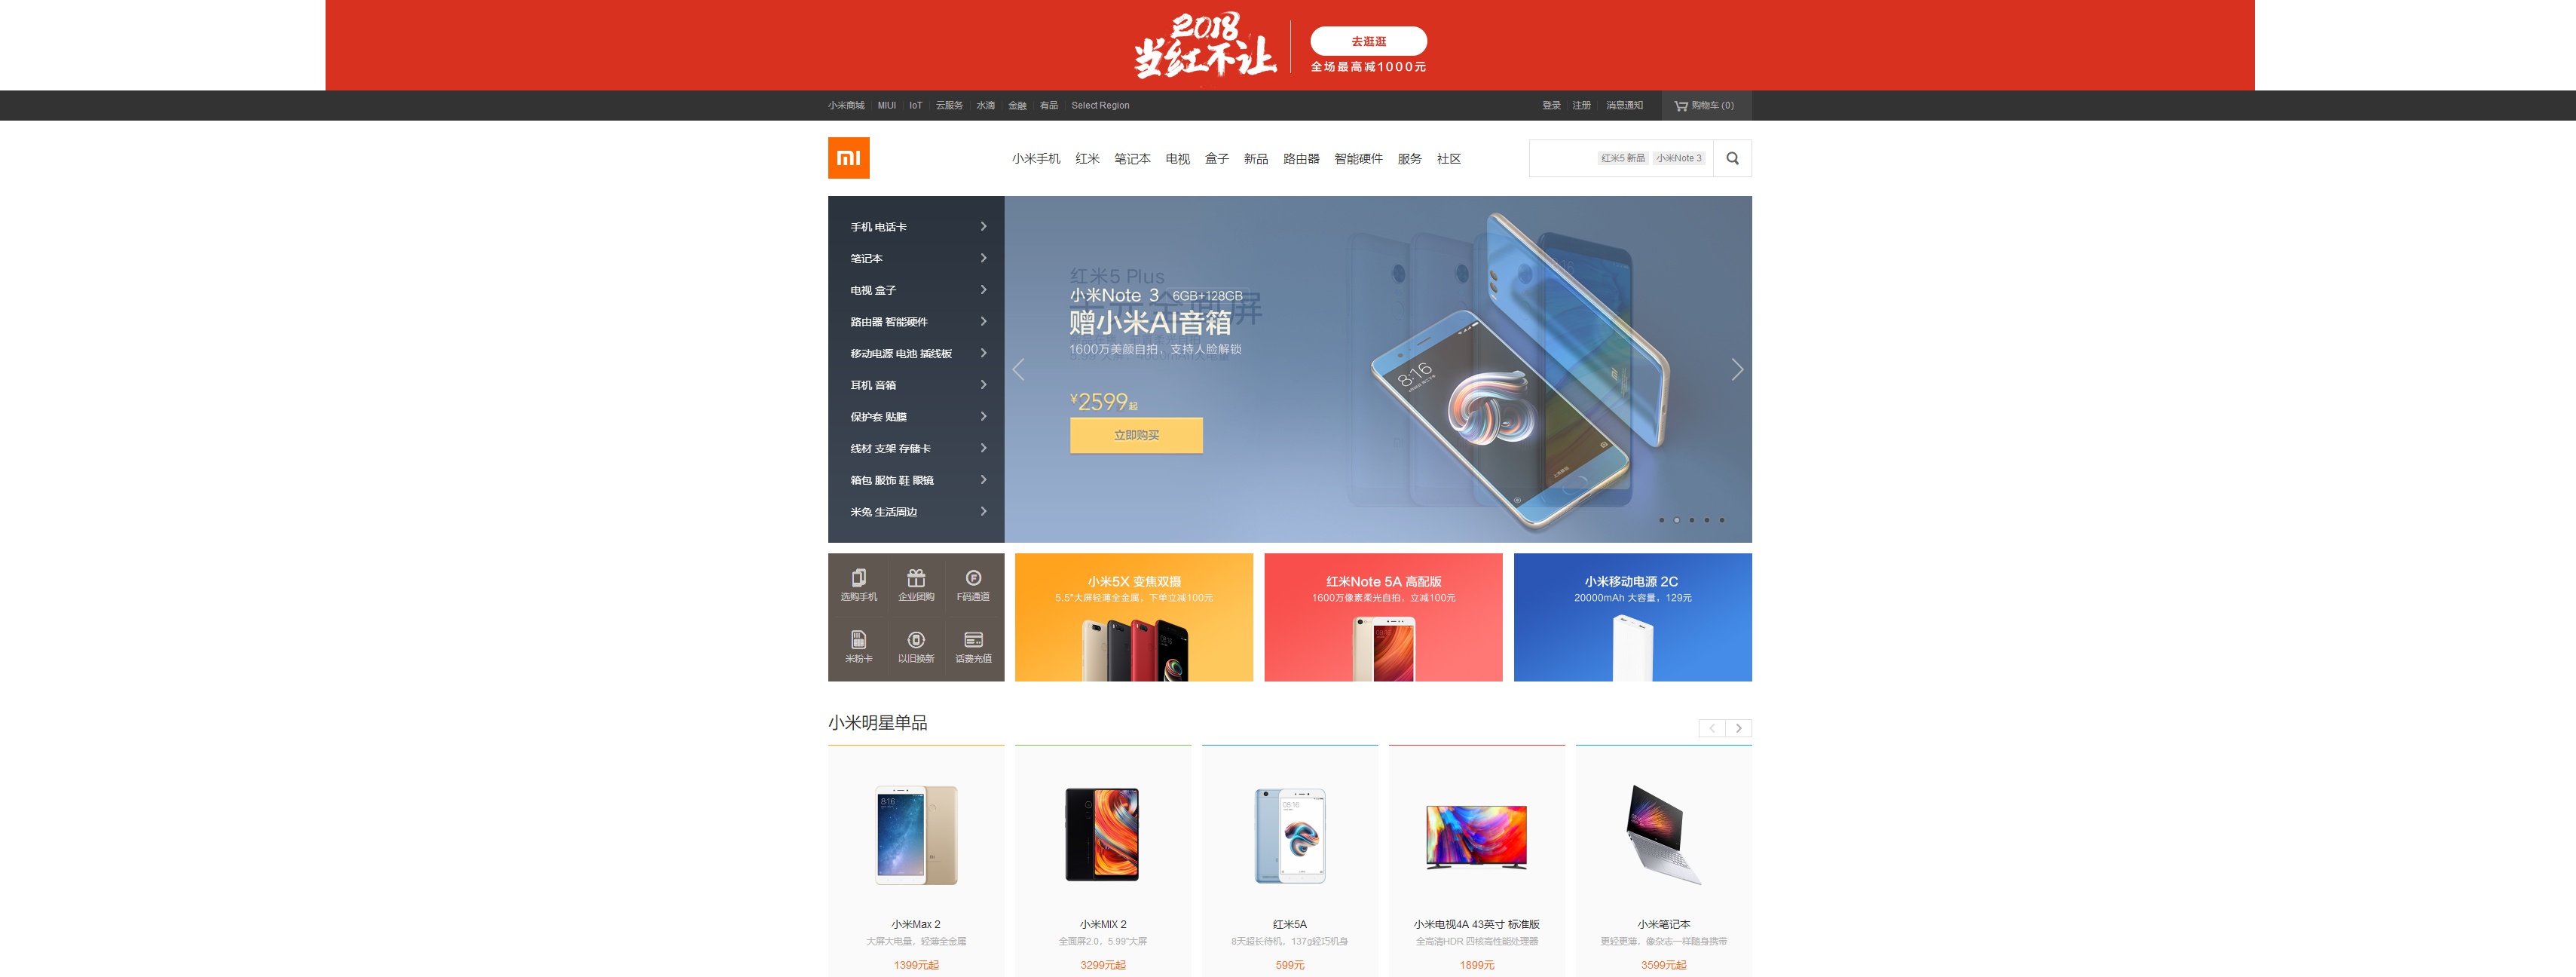 2018
当红不让
去逛逛
全场最高减1000元
小米商城 MIUI IoT 云服务 水滴 金融 有品 Select Region
登录 注册 消息通知 购物车 (0)
小米手机 红米 笔记本 电视 盒子 新品 路由器 智能硬件 服务 社区
红米5 新品 小米Note 3
手机 电话卡
笔记本
电视 盒子
路由器 智能硬件
移动电源 电池 插线板
耳机 音箱
保护套 贴膜
线材 支架 存储卡
箱包 服饰 鞋 眼镜
米兔 生活周边
红米5 Plus
小米Note 3 6GB+128GB
赠小米AI音箱
1600万美颜自拍，支持人脸解锁
¥2599起
立即购买
8:16
选购手机 企业团购 F码通道
米粉卡 以旧换新 话费充值
小米5X 变焦双摄
5.5"大屏轻薄全金属，下单立减100元
红米Note 5A 高配版
1600万像素柔光自拍，立减100元
小米移动电源 2C
20000mAh 大容量，129元
小米明星单品
小米Max 2
大屏大电量，轻薄全金属
1399元起
小米MIX 2
全面屏2.0，5.99"大屏
3299元起
红米5A
8天超长待机，137g轻巧机身
599元
小米电视4A 43英寸 标准版
全高清HDR 四核高性能处理器
1899元
小米笔记本
更轻更薄，像杂志一样随身携带
3599元起